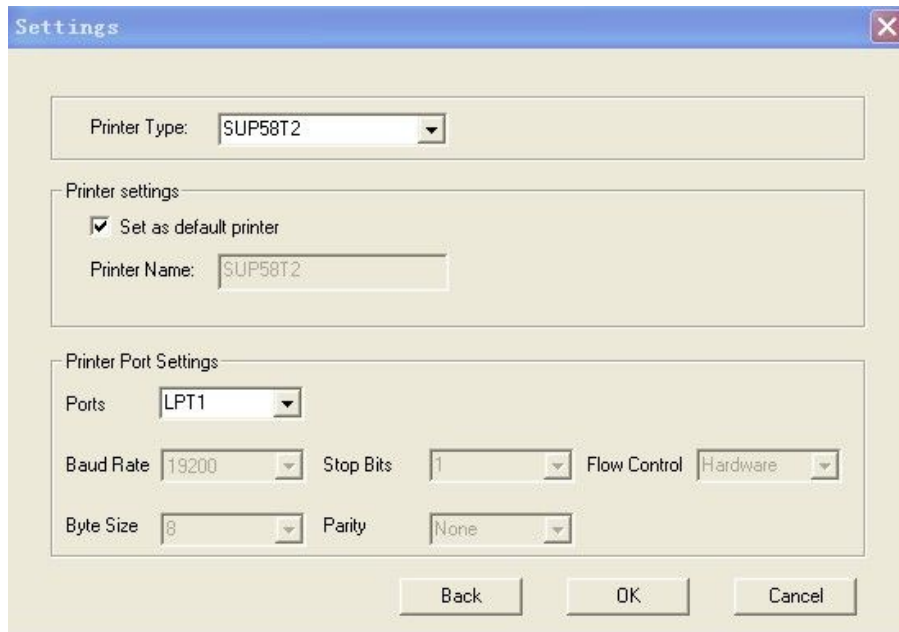 Settings
Printer Type: SUP58T2
Printer settings
Set as default printer
Printer Name: SUP58T2
Printer Port Settings
Ports LPT1
Baud Rate 19200 Stop Bits 1 Flow Control Hardware
Byte Size 8 Parity None
Back OK Cancel